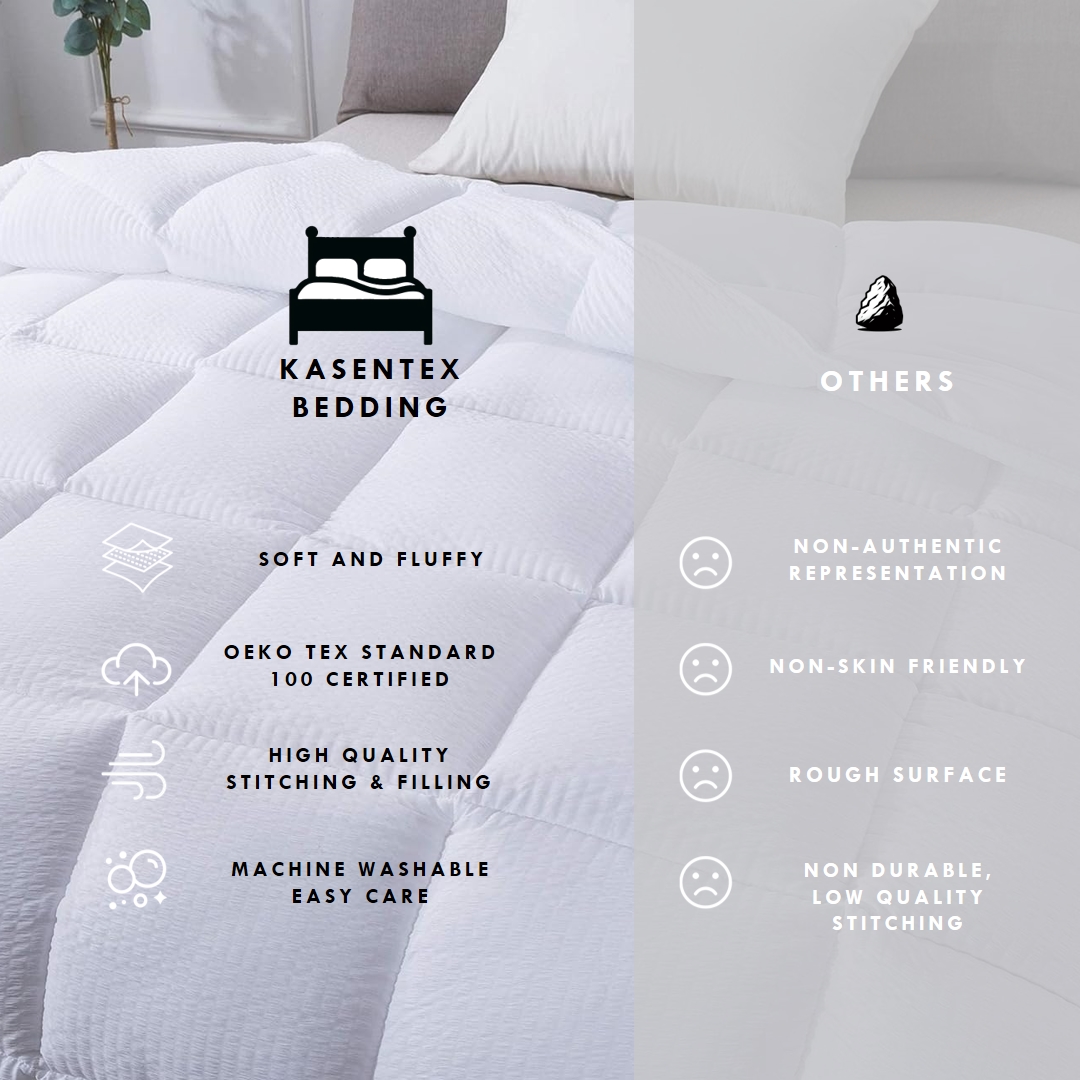 KASENTEX
BEDDING
SOFT AND FLUFFY
OEKO TEX STANDARD
100 CERTIFIED
HIGH QUALITY
STITCHING & FILLING
MACHINE WASHABLE
EASY CARE
OTHERS
NON-AUTHENTIC
REPRESENTATION
NON-SKIN FRIENDLY
ROUGH SURFACE
NON DURABLE,
LOW QUALITY
STITCHING